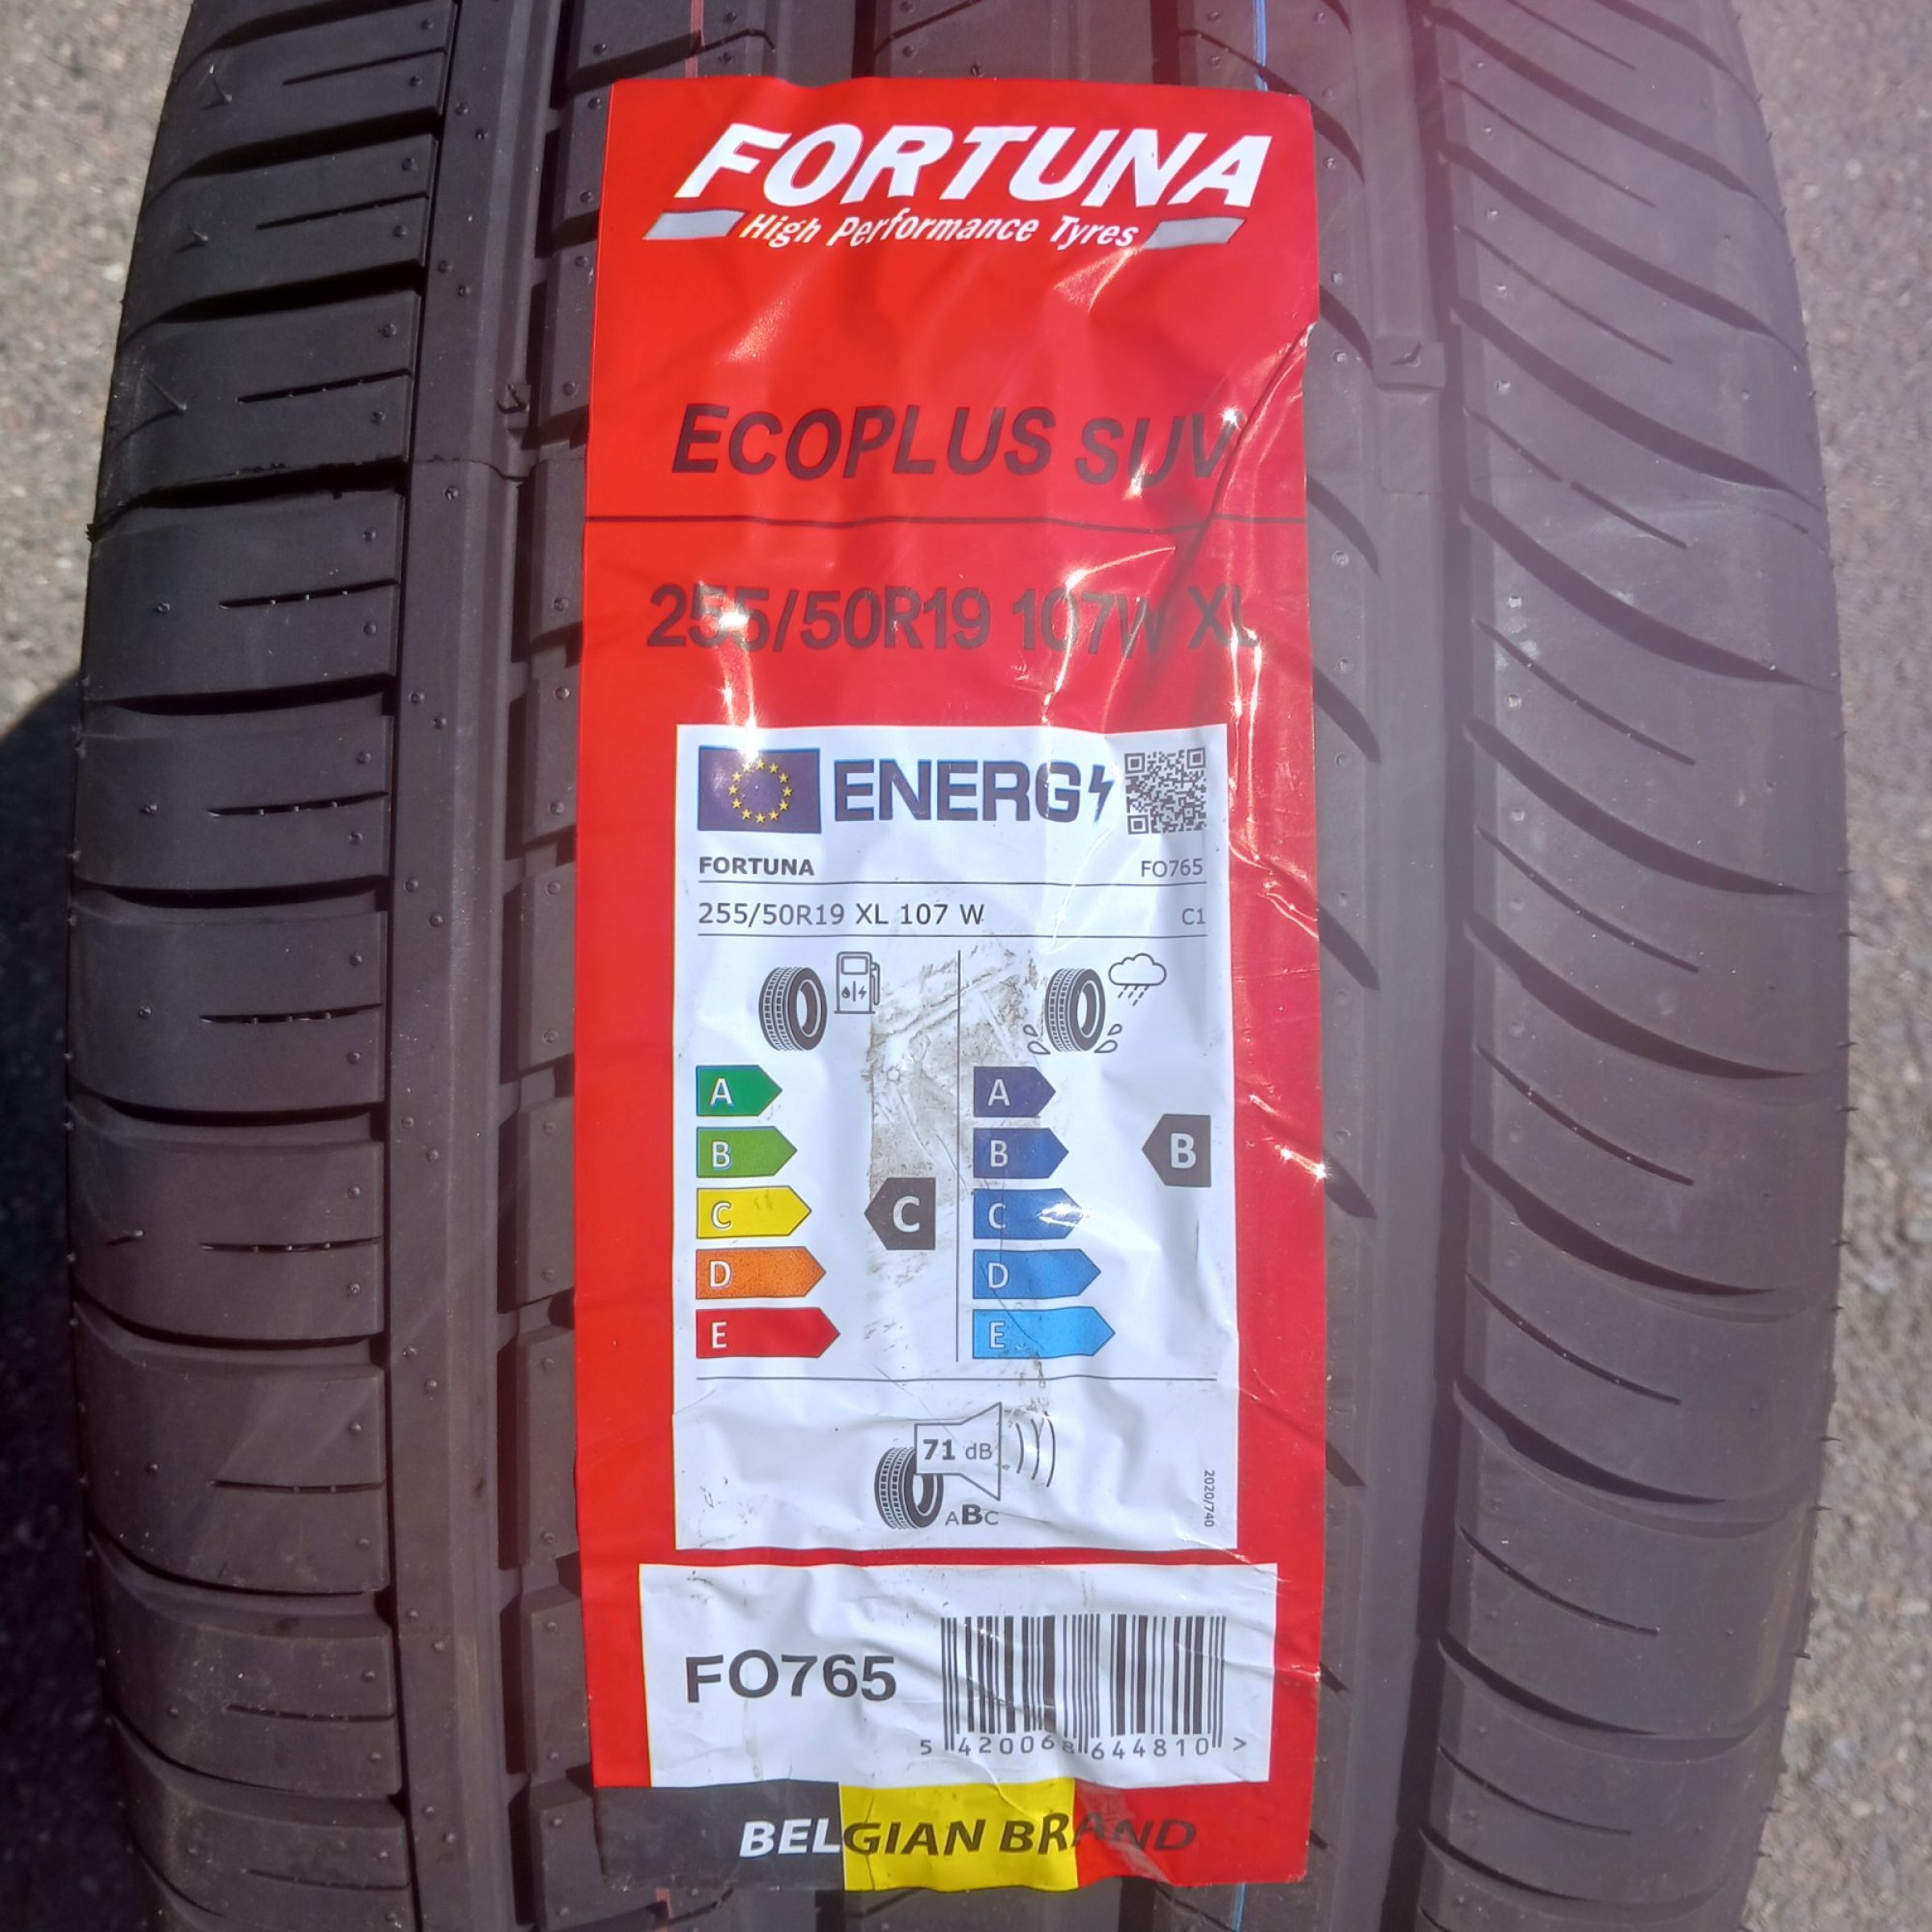 FORTUNA
High Performance Tyres
ECOPLUS SUV
255/50R19 107W XL
ENERG
FORTUNA FO765
255/50R19 XL 107 W C1
A A
B B B
C C C
D D
E E
71 dB
ABC
2020/740
FO765
5 420068 644810 >
BELGIAN BRAND